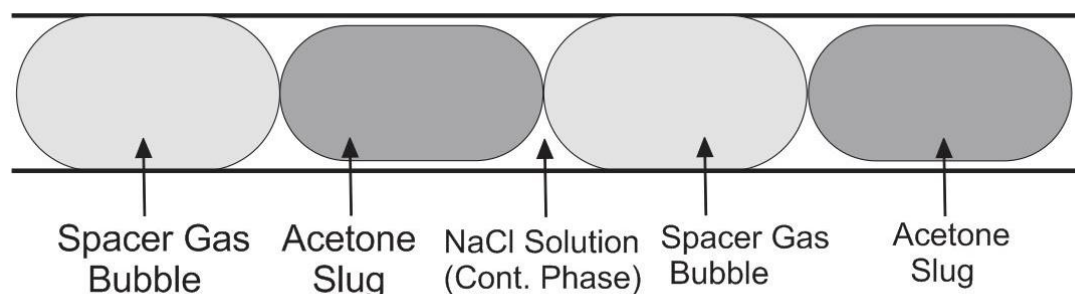 Spacer Gas
Bubble
Acetone
Slug
NaCl Solution
(Cont. Phase)
Spacer Gas
Bubble
Acetone
Slug